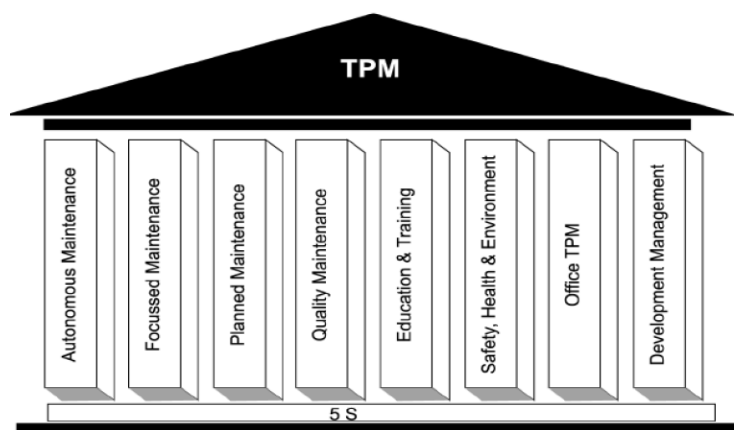 TPM
Autonomous Maintenance
Focussed Maintenance
Planned Maintenance
Quality Maintenance
Education & Training
Safety, Health & Environment
Office TPM
Development Management
5 S